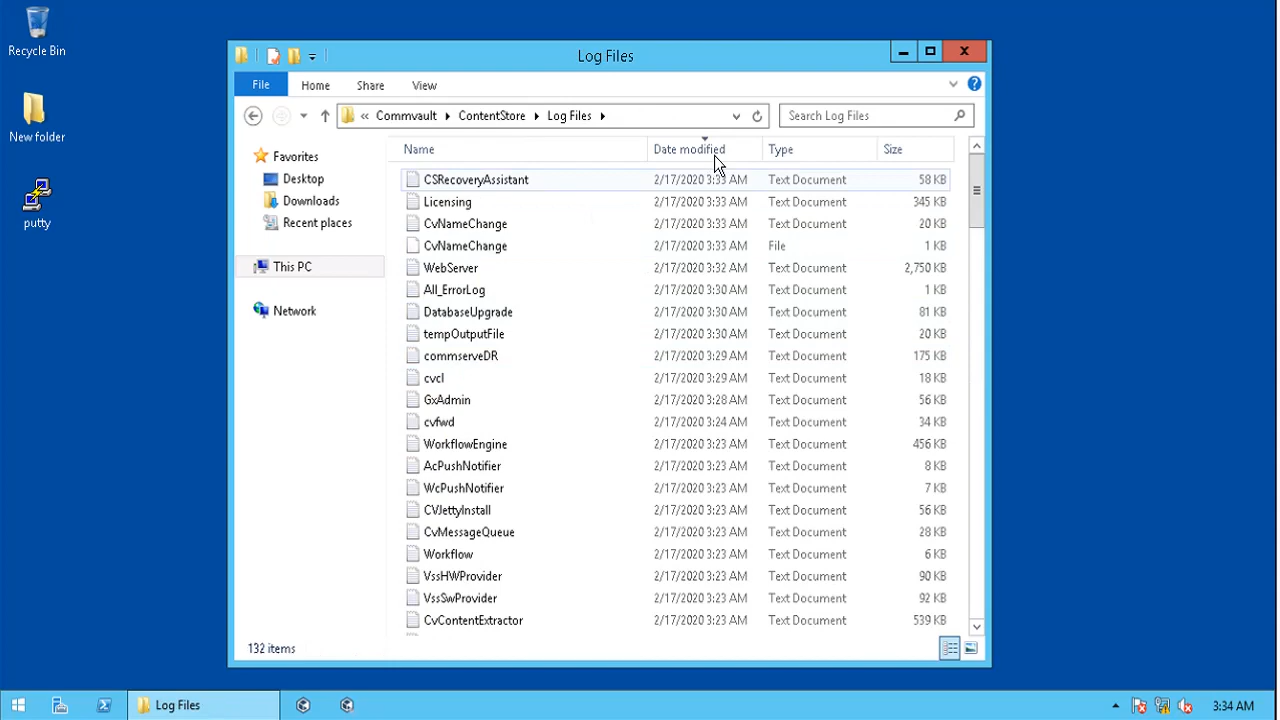 Recycle Bin
New folder
putty
Log Files
File Home Share View
« Commvault ContentStore Log Files Search Log Files
Favorites
Desktop
Downloads
Recent places
This PC
Network
Name Date modified Type Size
CSRecoveryAssistant 2/17/2020 3:33 AM Text Document 58 KB
Licensing 2/17/2020 3:33 AM Text Document 345 KB
CvNameChange 2/17/2020 3:33 AM Text Document 20 KB
CvNameChange 2/17/2020 3:33 AM File 1 KB
WebServer 2/17/2020 3:32 AM Text Document 2,750 KB
All_ErrorLog 2/17/2020 3:30 AM Text Document 1 KB
DatabaseUpgrade 2/17/2020 3:30 AM Text Document 81 KB
tempOutputFile 2/17/2020 3:30 AM Text Document 20 KB
commserveDR 2/17/2020 3:29 AM Text Document 175 KB
cvcl 2/17/2020 3:29 AM Text Document 18 KB
GxAdmin 2/17/2020 3:28 AM Text Document 56 KB
cvfwd 2/17/2020 3:24 AM Text Document 34 KB
WorkflowEngine 2/17/2020 3:23 AM Text Document 456 KB
AcPushNotifier 2/17/2020 3:23 AM Text Document 8 KB
WcPushNotifier 2/17/2020 3:23 AM Text Document 7 KB
CVJettyInstall 2/17/2020 3:23 AM Text Document 56 KB
CvMessageQueue 2/17/2020 3:23 AM Text Document 28 KB
Workflow 2/17/2020 3:23 AM Text Document 6 KB
VssHWProvider 2/17/2020 3:23 AM Text Document 90 KB
VssSwProvider 2/17/2020 3:23 AM Text Document 92 KB
CvContentExtractor 2/17/2020 3:23 AM Text Document 539 KB
132 items
Log Files 3:34 AM